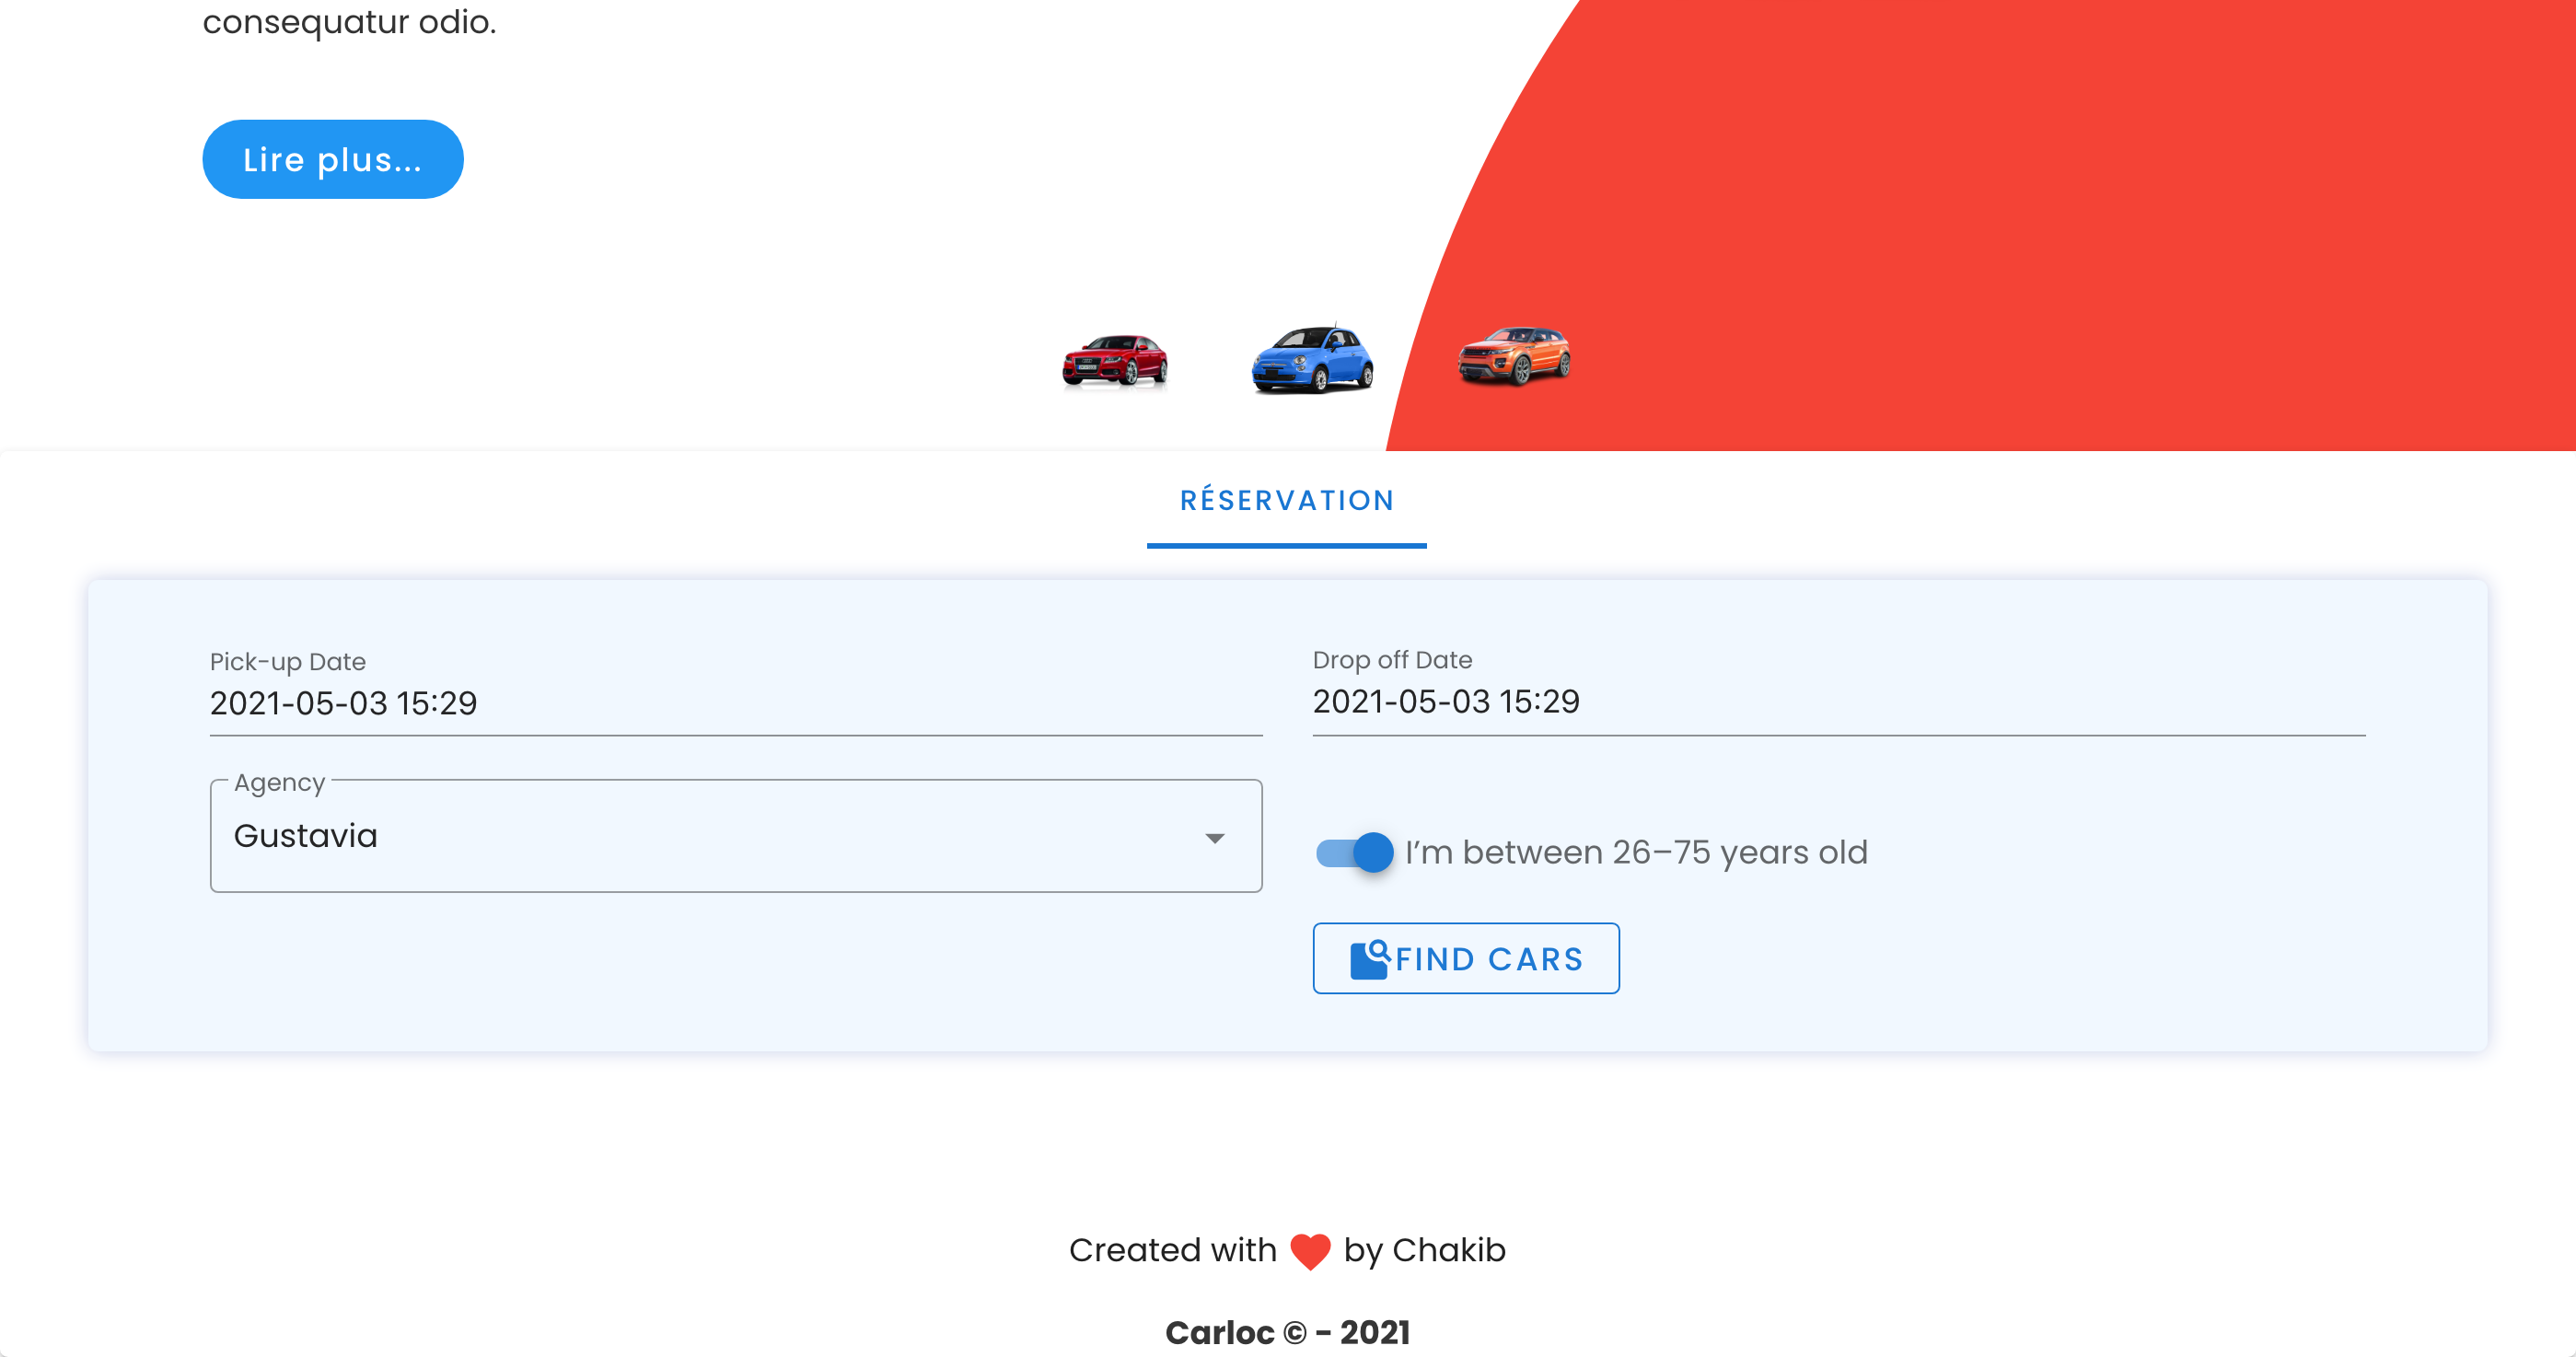 consequatur odio.
Lire plus...
RÉSERVATION
Pick-up Date
2021-05-03 15:29
Drop off Date
2021-05-03 15:29
Agency
Gustavia
I’m between 26–75 years old
FIND CARS
Created with ❤ by Chakib
Carloc © - 2021